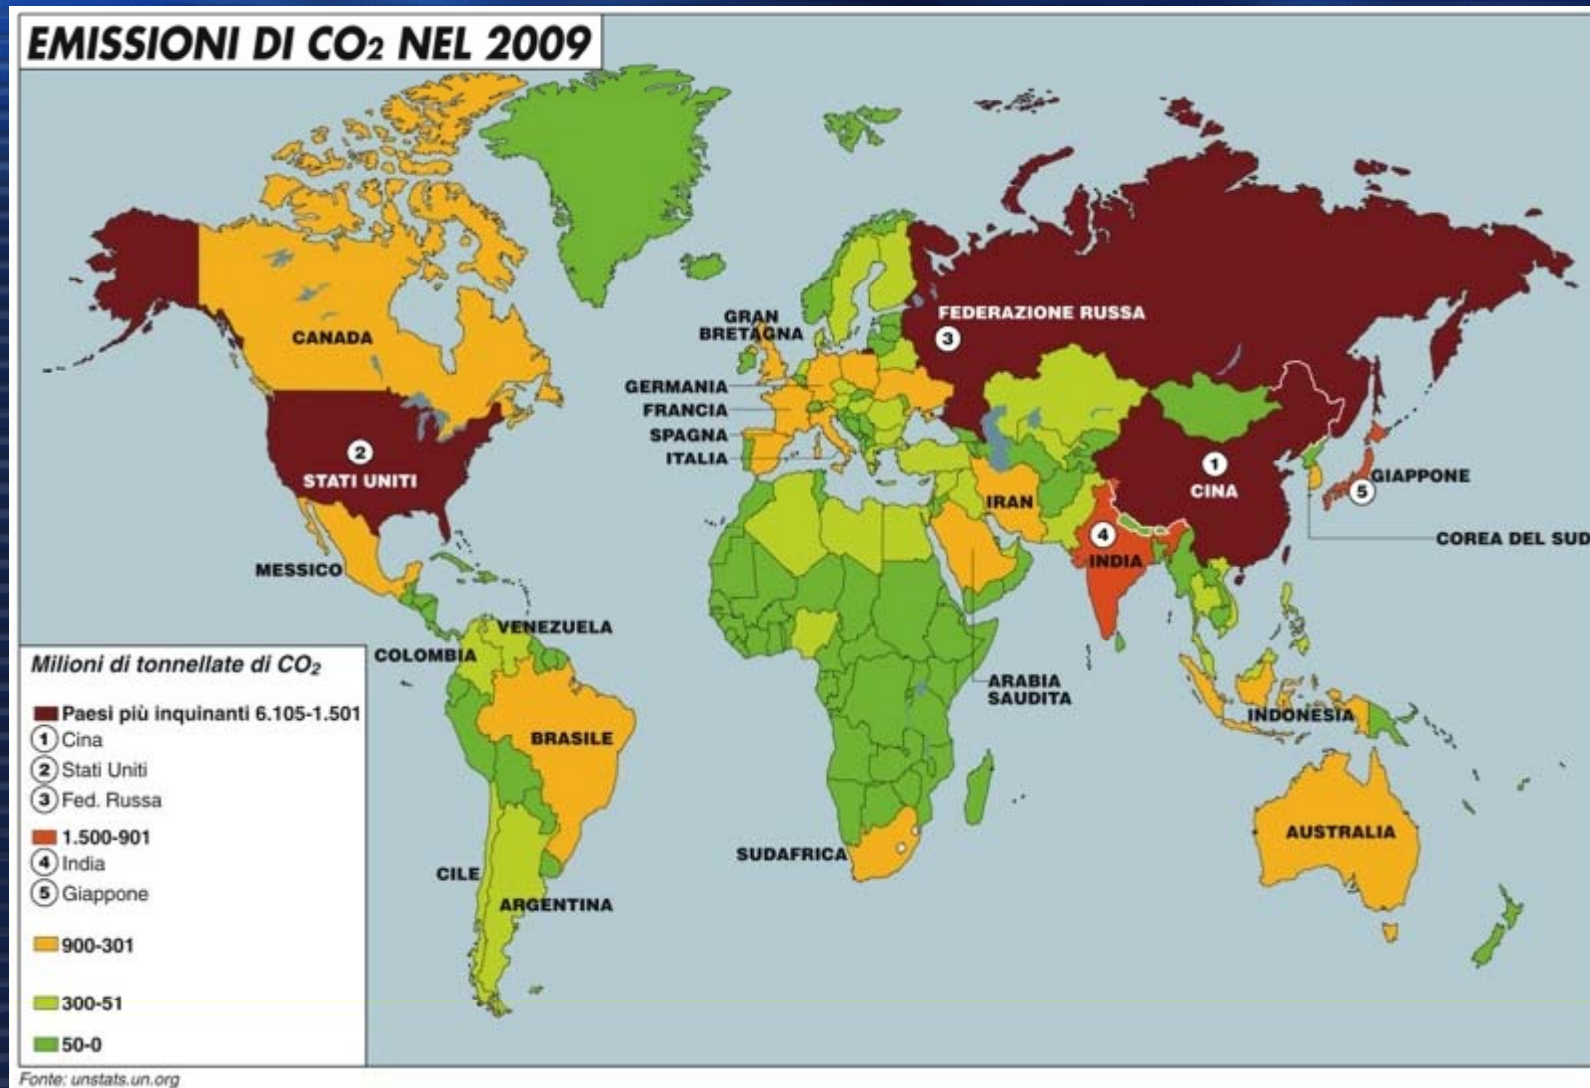 EMISSIONI DI CO2 NEL 2009
CANADA
2
STATI UNITI
MESSICO
VENEZUELA
COLOMBIA
BRASILE
CILE
ARGENTINA
GRAN
BRETAGNA
GERMANIA
FRANCIA
SPAGNA
ITALIA
FEDERAZIONE RUSSA
3
IRAN
1
CINA
GIAPPONE
5
COREA DEL SUD
4
INDIA
ARABIA
SAUDITA
INDONESIA
SUDAFRICA
AUSTRALIA
Milioni di tonnellate di CO2
Paesi più inquinanti 6.105-1.501
1 Cina
2 Stati Uniti
3 Fed. Russa
1.500-901
4 India
5 Giappone
900-301
300-51
50-0
Fonte: unstats.un.org